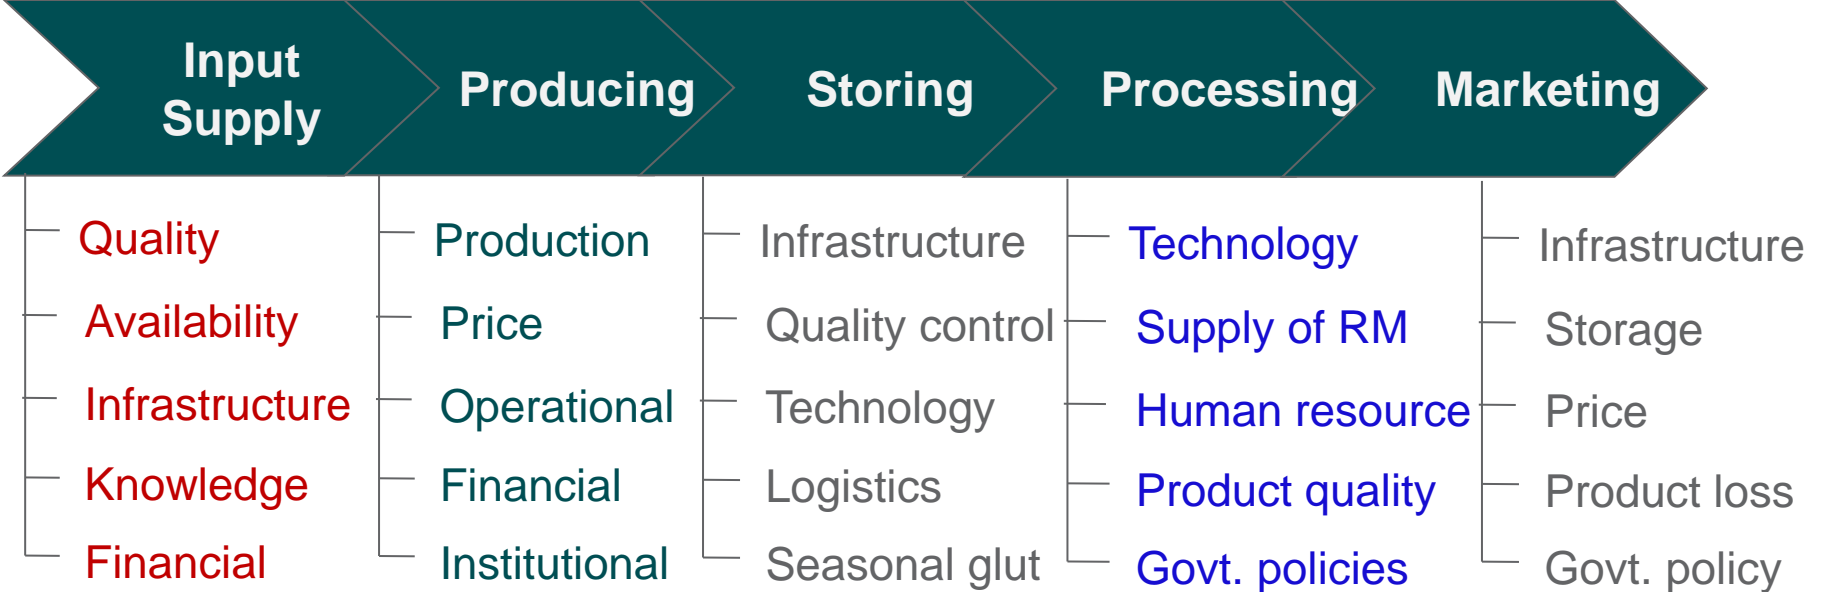 Input
Supply
Producing
Storing
Processing
Marketing
Quality
Availability
Infrastructure
Knowledge
Financial
Production
Price
Operational
Financial
Institutional
Infrastructure
Quality control
Technology
Logistics
Seasonal glut
Technology
Supply of RM
Human resource
Product quality
Govt. policies
Infrastructure
Storage
Price
Product loss
Govt. policy